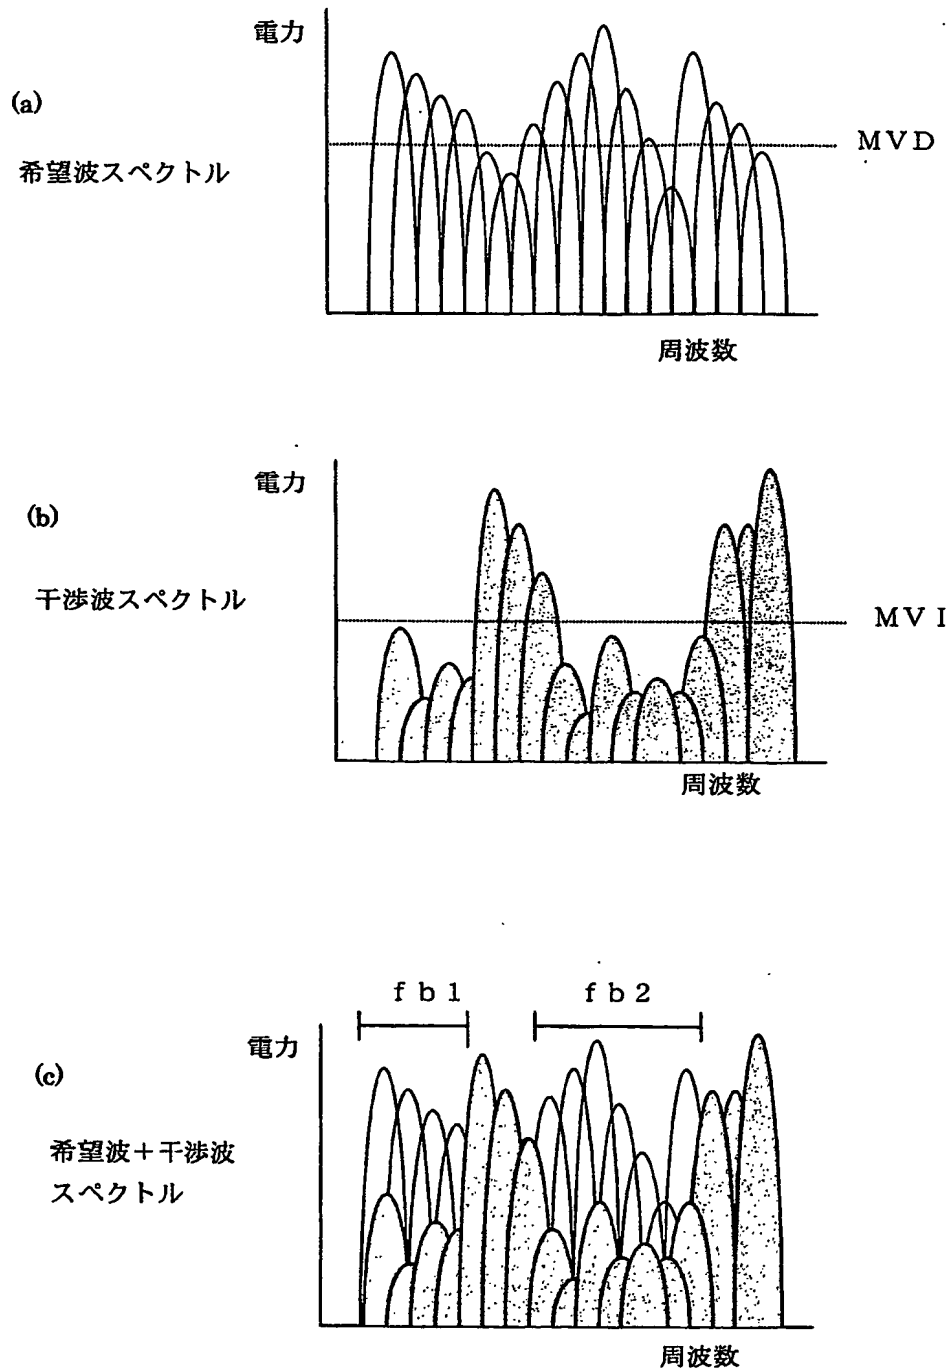 電力
(a)
MVD
希望波スペクトル
周波数
電力
(b)
干渉波スペクトル
MVI
周波数
fb1 fb2
電力
(c)
希望波＋干渉波
スペクトル
周波数